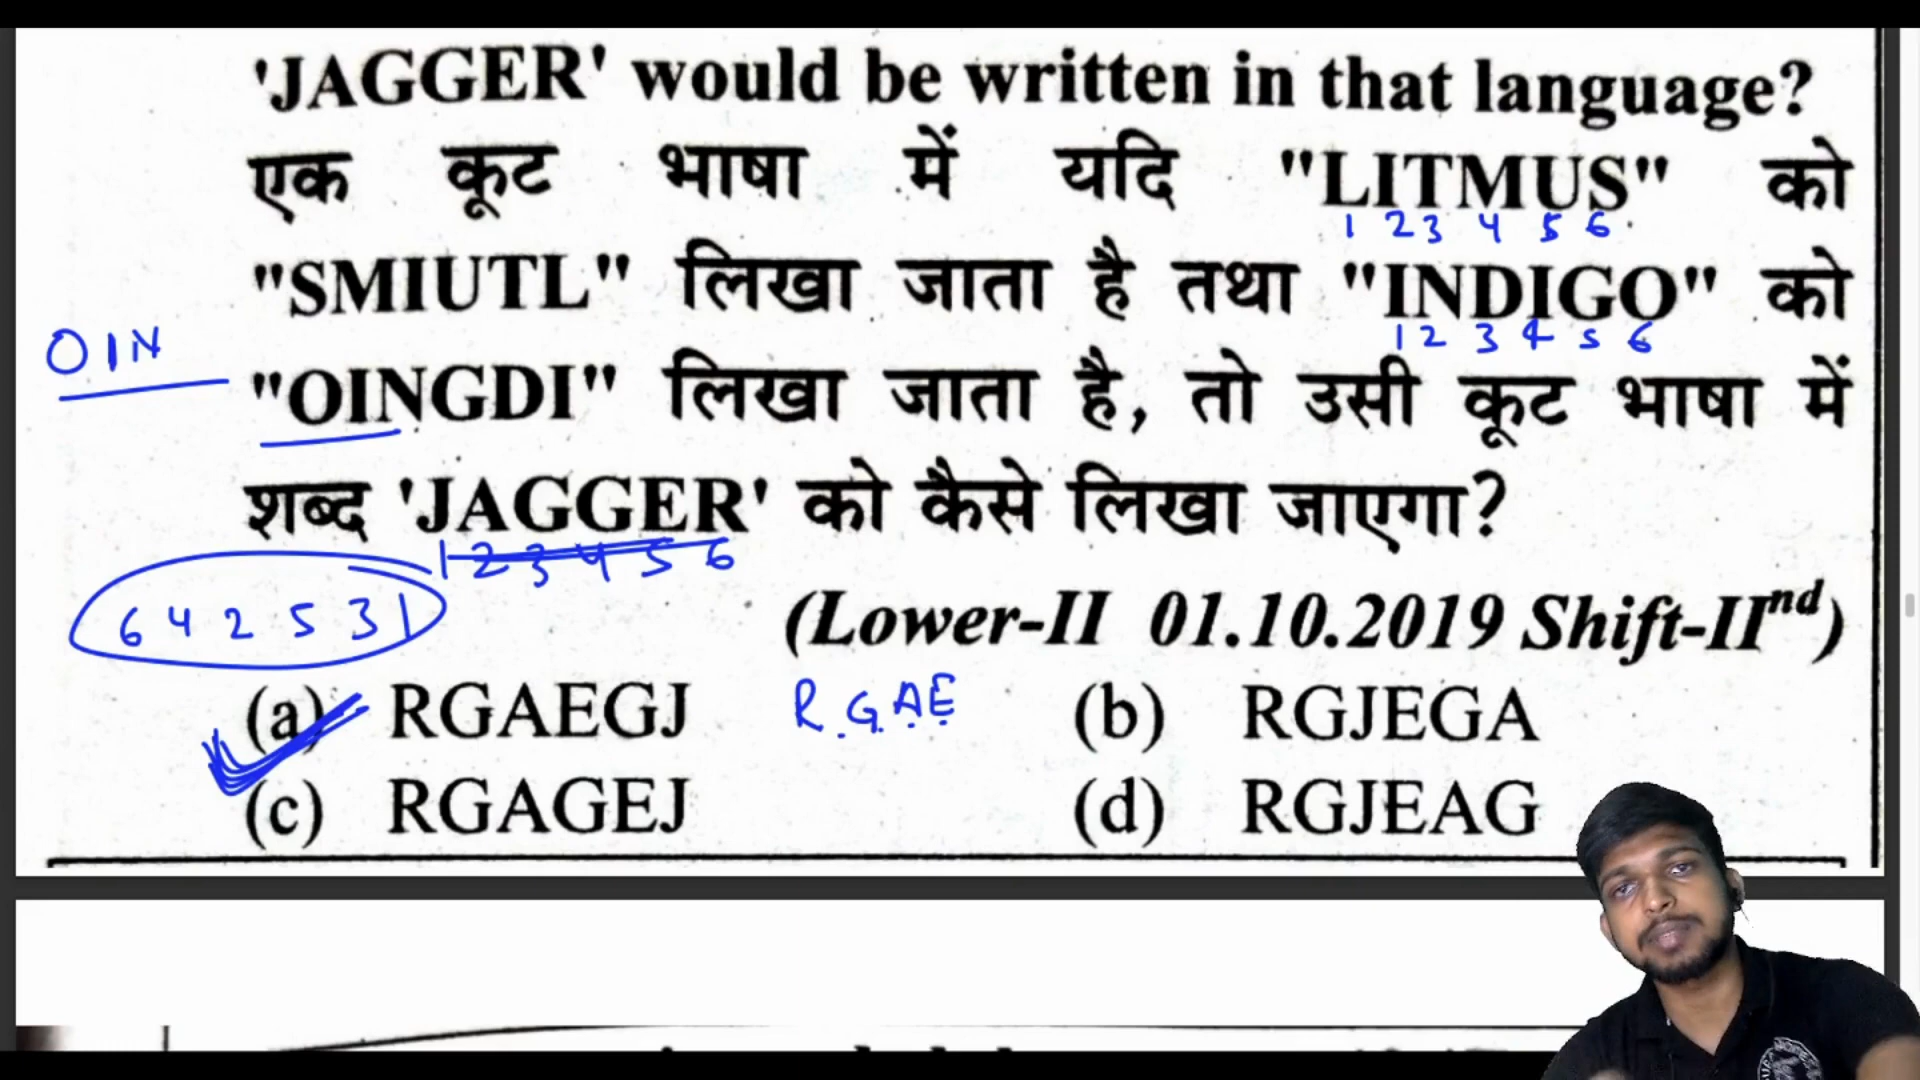 'JAGGER' would be written in that language?
एक कूट भाषा में यदि "LITMUS" को
1 2 3 4 5 6
"SMIUTL" लिखा जाता है तथा "INDIGO" को
1 2 3 4 5 6
OIN
"OINGDI" लिखा जाता है, तो उसी कूट भाषा में
शब्द 'JAGGER' को कैसे लिखा जाएगा?
1 2 3 4 5 6
6 4 2 5 3 1
(Lower-II 01.10.2019 Shift-IInd)
(a) RGAEGJ R G A E (b) RGJEGA
(c) RGAGEJ (d) RGJEAG